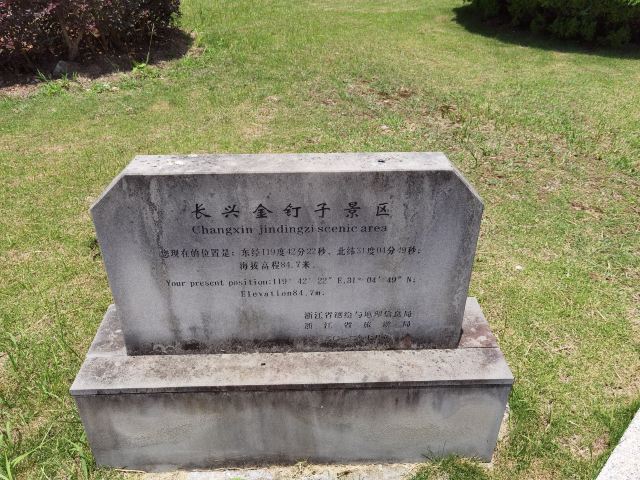 长兴金钉子景区
Changxin jindingzi scenic area
您现在的位置是：东经119度42分22秒，北纬31度04分49秒；
海拔高程84.7米。
Your present position:119° 42′ 22″ E,31° 04′ 49″ N;
Elevation84.7m.
浙江省测绘与地理信息局
浙江省旅游局